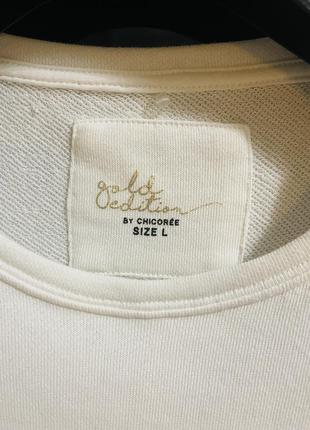 gold
edition
BY CHICORÉE
SIZE L